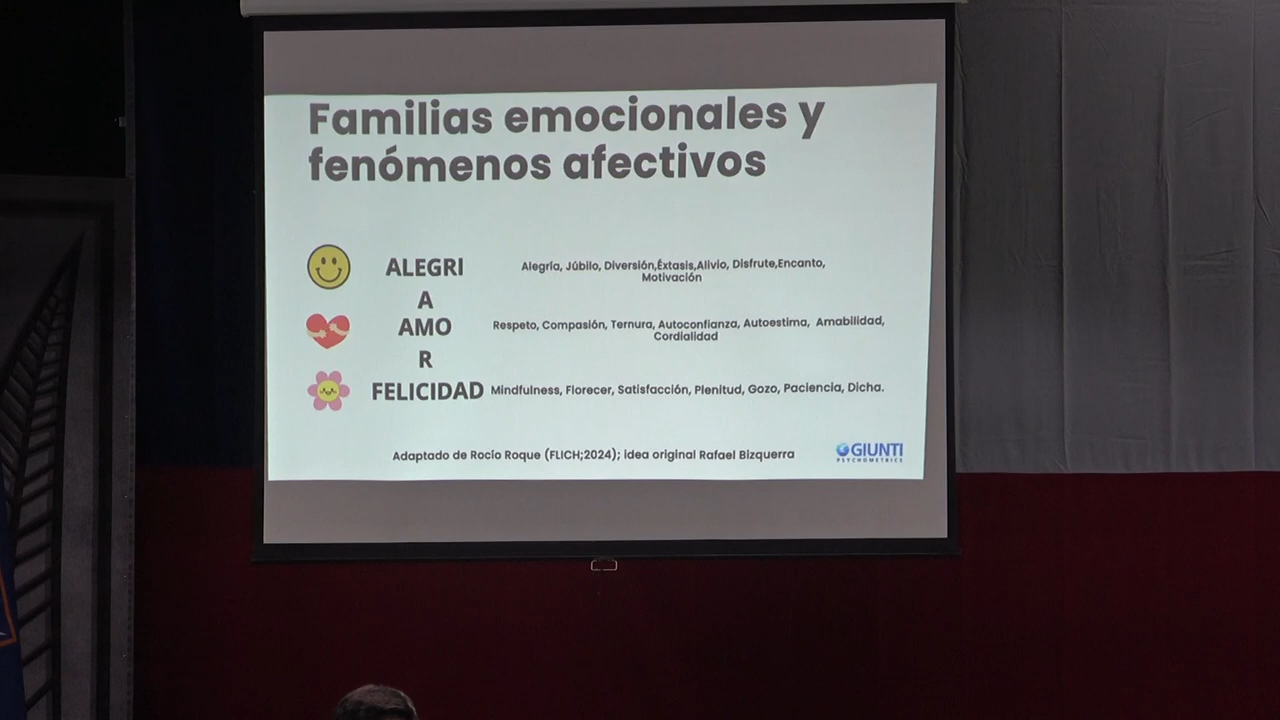 Familias emocionales y
fenómenos afectivos
ALEGRI
A
Alegría, Júbilo, Diversión,Éxtasis,Alivio, Disfrute,Encanto,
Motivación
AMO
R
Respeto, Compasión, Ternura, Autoconfianza, Autoestima, Amabilidad,
Cordialidad
FELICIDAD
Mindfulness, Florecer, Satisfacción, Plenitud, Gozo, Paciencia, Dicha.
Adaptado de Rocío Roque (FLICH;2024); idea original Rafael Bizquerra
GIUNTI
PSYCHOMETRICS